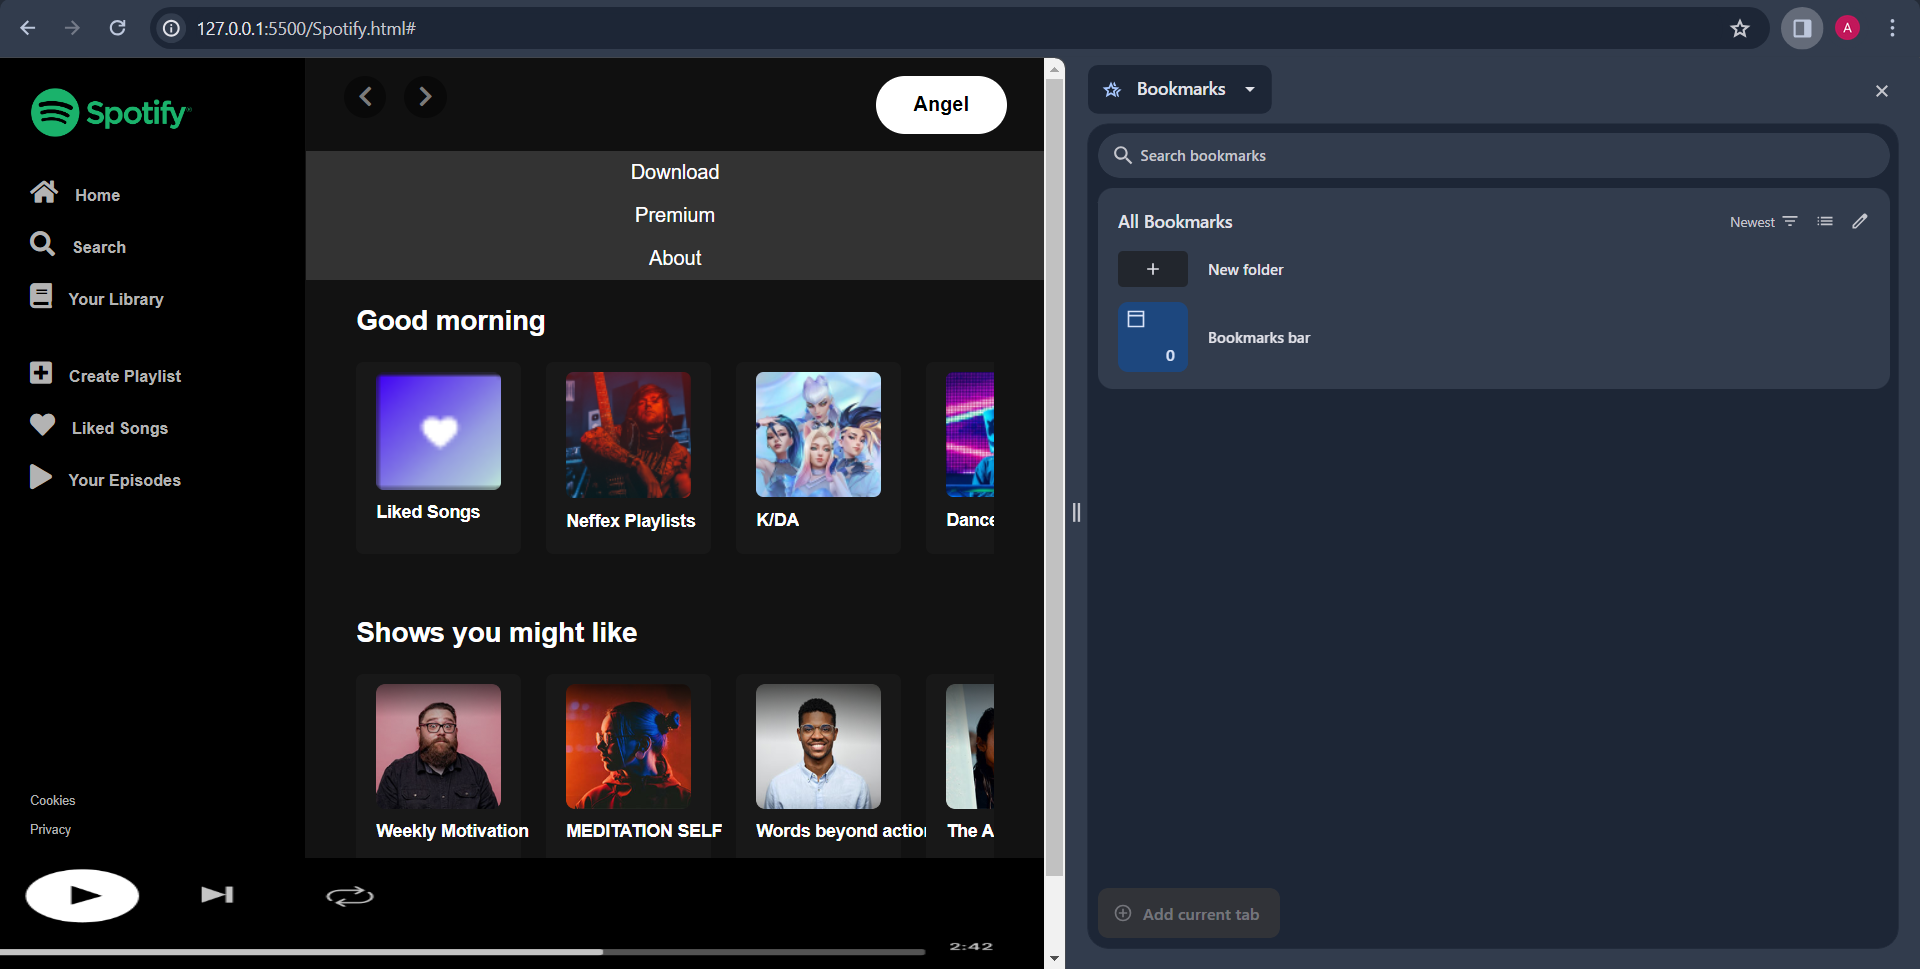 127.0.0.1:5500/Spotify.html#
A
Spotify
Home
Search
Your Library
Create Playlist
Liked Songs
Your Episodes
Cookies
Privacy
Angel
Download
Premium
About
Good morning
Liked Songs
Neffex Playlists
K/DA
Dance
Shows you might like
Weekly Motivation
MEDITATION SELF
Words beyond action
The A
2:42
Bookmarks
Search bookmarks
All Bookmarks
Newest
New folder
0
Bookmarks bar
Add current tab